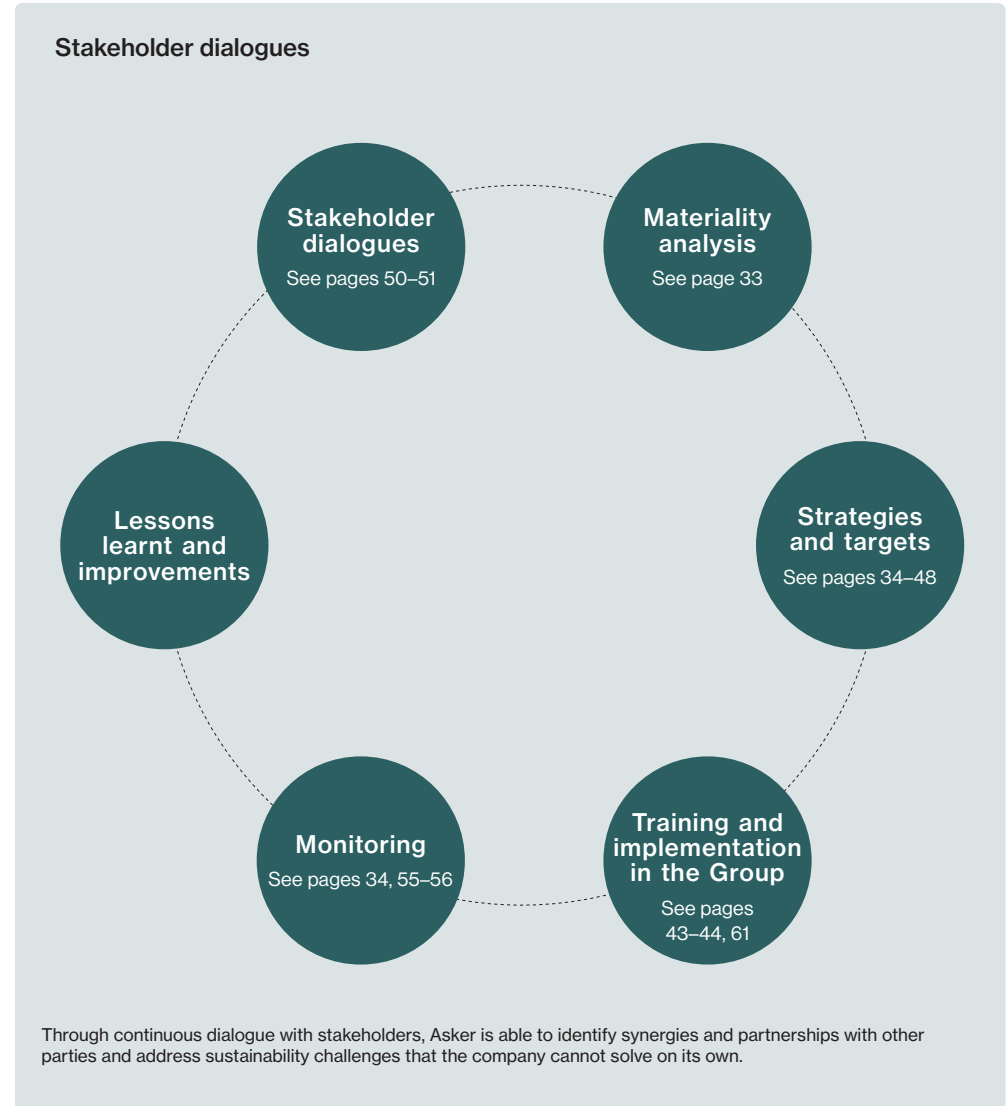 Stakeholder dialogues
Stakeholder
dialogues
See pages 50–51
Materiality
analysis
See page 33
Strategies
and targets
See pages 34–48
Training and
implementation
in the Group
See pages
43–44, 61
Monitoring
See pages 34, 55–56
Lessons
learnt and
improvements
Through continuous dialogue with stakeholders, Asker is able to identify synergies and partnerships with other
parties and address sustainability challenges that the company cannot solve on its own.